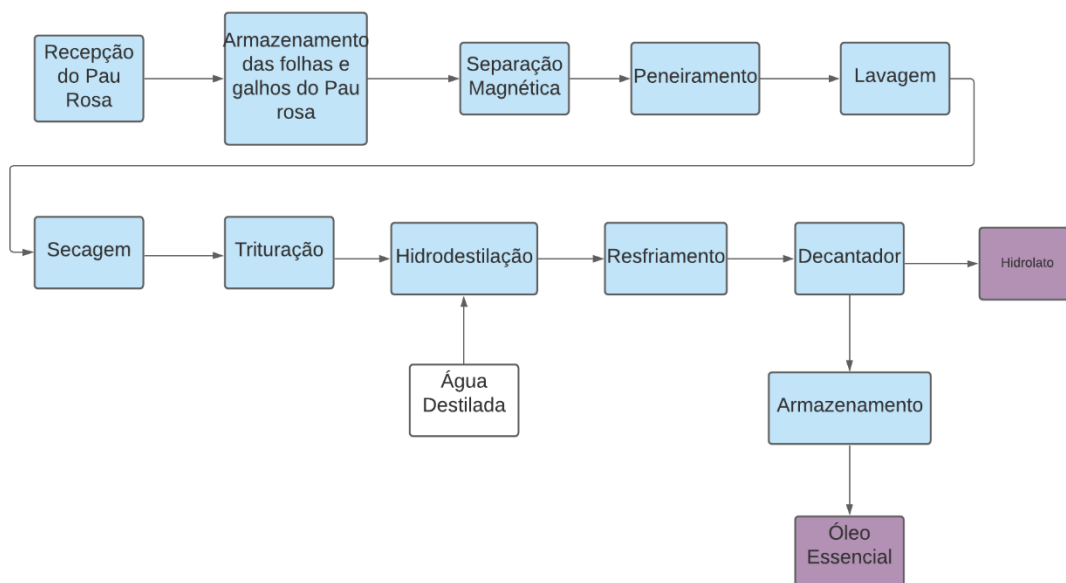 Recepção
do Pau
Rosa
Armazenamento
das folhas e
galhos do Pau
rosa
Separação
Magnética
Peneiramento
Lavagem
Secagem
Trituração
Hidrodestilação
Resfriamento
Decantador
Hidrolato
Água
Destilada
Armazenamento
Óleo
Essencial